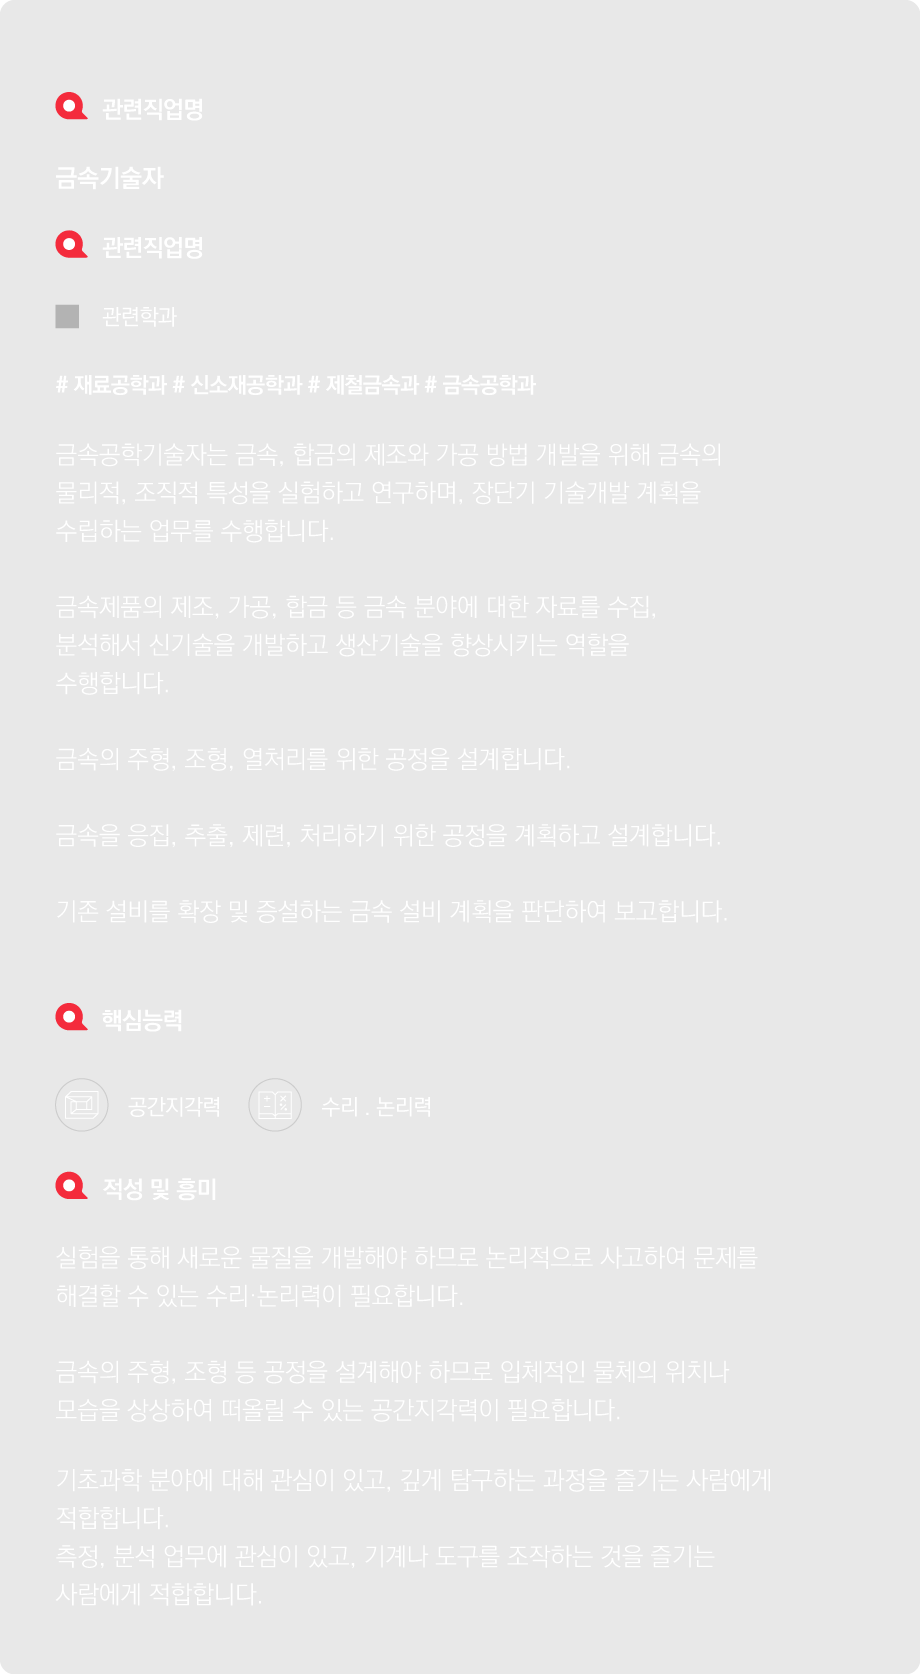 관련직업명
금속기술자
관련직업명
관련학과
# 재료공학과 # 신소재공학과 # 제철금속과 # 금속공학과
금속공학기술자는 금속, 합금의 제조와 가공 방법 개발을 위해 금속의
물리적, 조직적 특성을 실험하고 연구하며, 장단기 기술개발 계획을
수립하는 업무를 수행합니다.
금속제품의 제조, 가공, 합금 등 금속 분야에 대한 자료를 수집,
분석해서 신기술을 개발하고 생산기술을 향상시키는 역할을
수행합니다.
금속의 주형, 조형, 열처리를 위한 공정을 설계합니다.
금속을 응집, 추출, 제련, 처리하기 위한 공정을 계획하고 설계합니다.
기존 설비를 확장 및 증설하는 금속 설비 계획을 판단하여 보고합니다.
핵심능력
공간지각력 수리 . 논리력
적성 및 흥미
실험을 통해 새로운 물질을 개발해야 하므로 논리적으로 사고하여 문제를
해결할 수 있는 수리·논리력이 필요합니다.
금속의 주형, 조형 등 공정을 설계해야 하므로 입체적인 물체의 위치나
모습을 상상하여 떠올릴 수 있는 공간지각력이 필요합니다.
기초과학 분야에 대해 관심이 있고, 깊게 탐구하는 과정을 즐기는 사람에게
적합합니다.
측정, 분석 업무에 관심이 있고, 기계나 도구를 조작하는 것을 즐기는
사람에게 적합합니다.